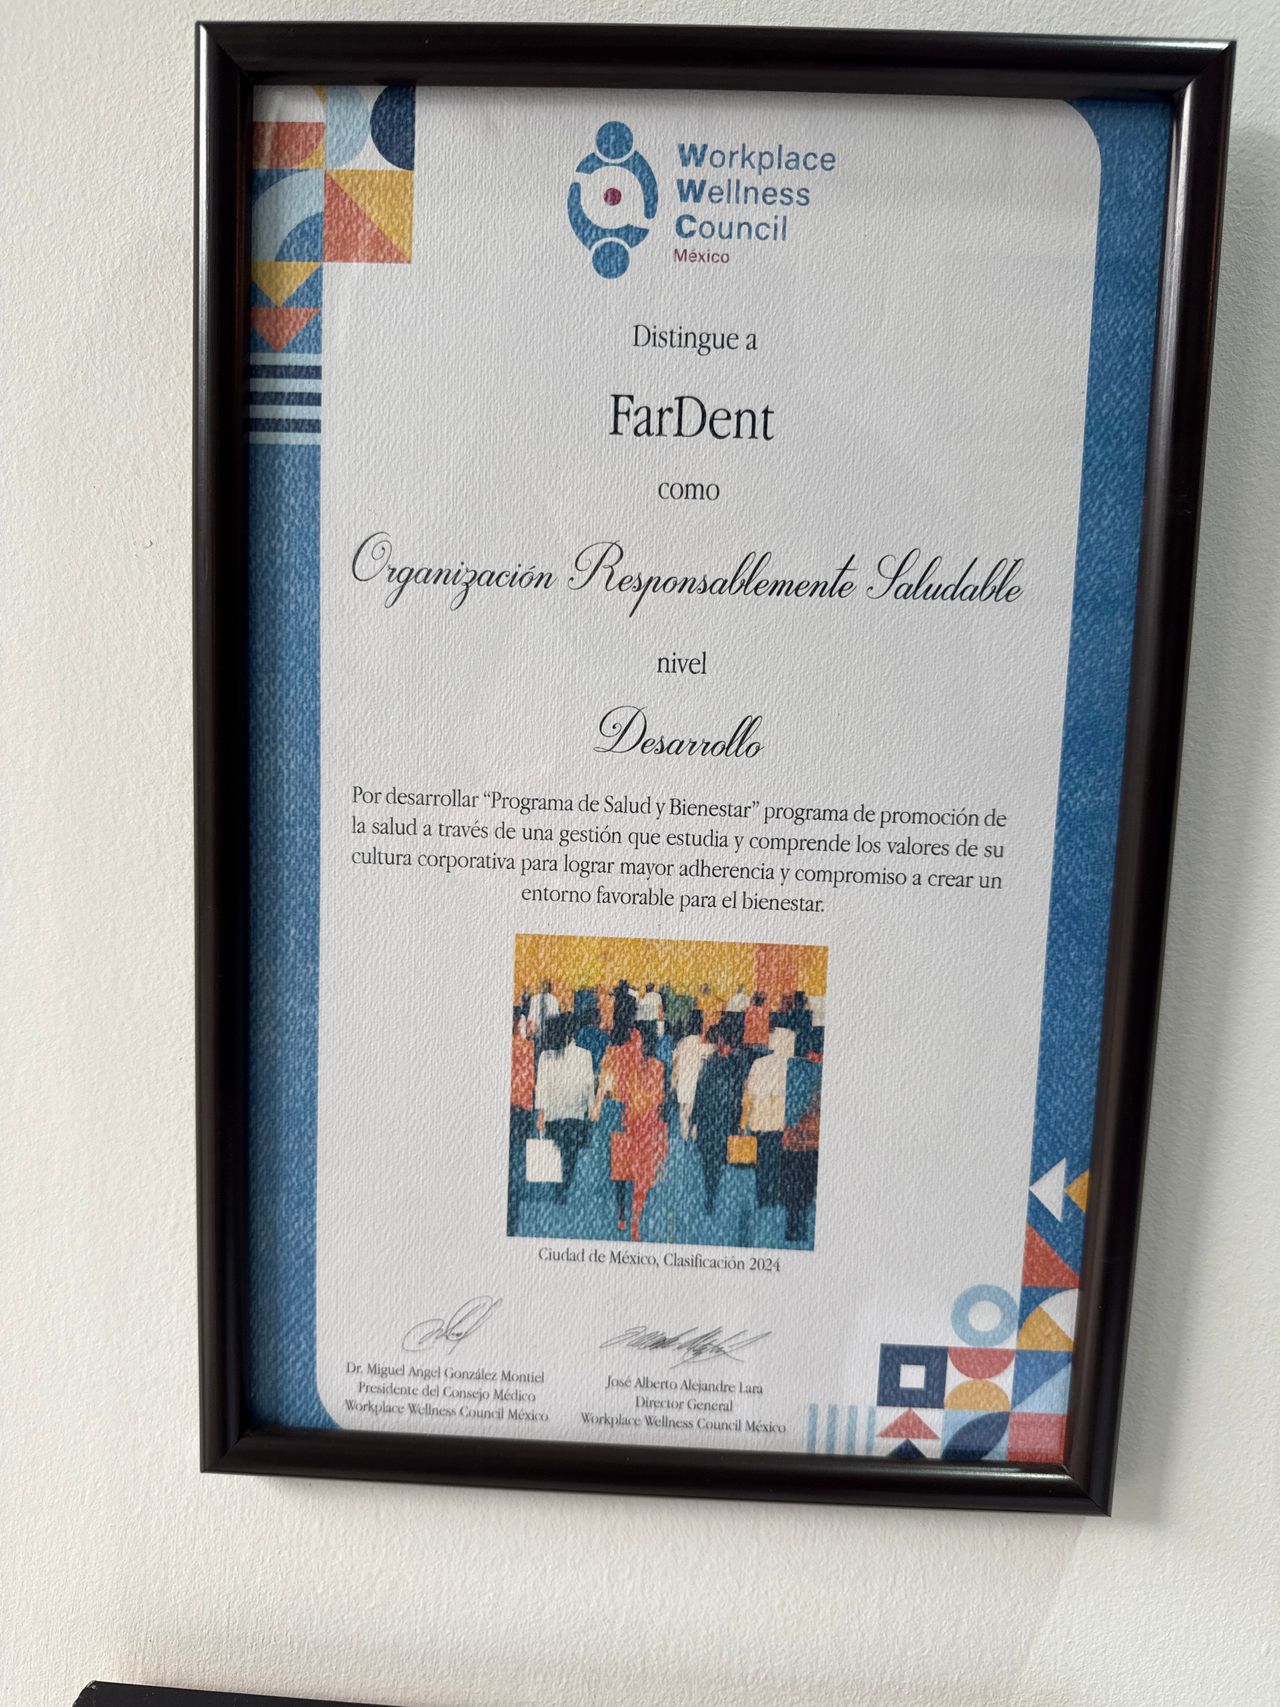 Workplace
Wellness
Council
México
Distingue a
FarDent
como
Organización Responsablemente Saludable
nivel
Desarrollo
Por desarrollar “Programa de Salud y Bienestar” programa de promoción de
la salud a través de una gestión que estudia y comprende los valores de su
cultura corporativa para lograr mayor adherencia y compromiso a crear un
entorno favorable para el bienestar.
Ciudad de México, Clasificación 2024
Dr. Miguel Angel González Montiel
Presidente del Consejo Médico
Workplace Wellness Council México
José Alberto Alejandre Lara
Director General
Workplace Wellness Council México